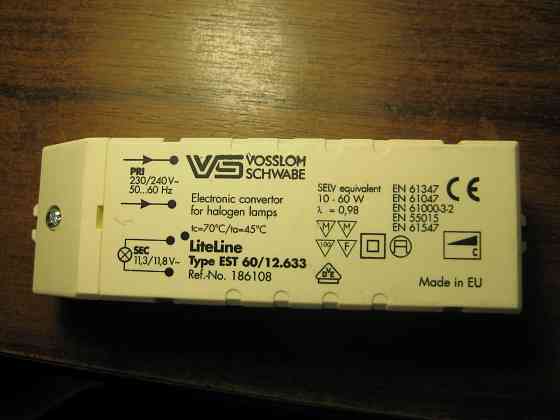 PRI
230/240V~
50...60 Hz
SEC
11,3/11,8V~
VS VOSSLOH
SCHWABE
Electronic convertor
for halogen lamps
tc=70°C/ta=45°C
LiteLine
Type EST 60/12.633
Ref.-No. 186108
SELV equivalent
10 - 60 W
λ = 0,98
M M
100 F
VDE
EN 61347
EN 61047
EN 61000-3-2
EN 55015
EN 61547
CE
C
Made in EU